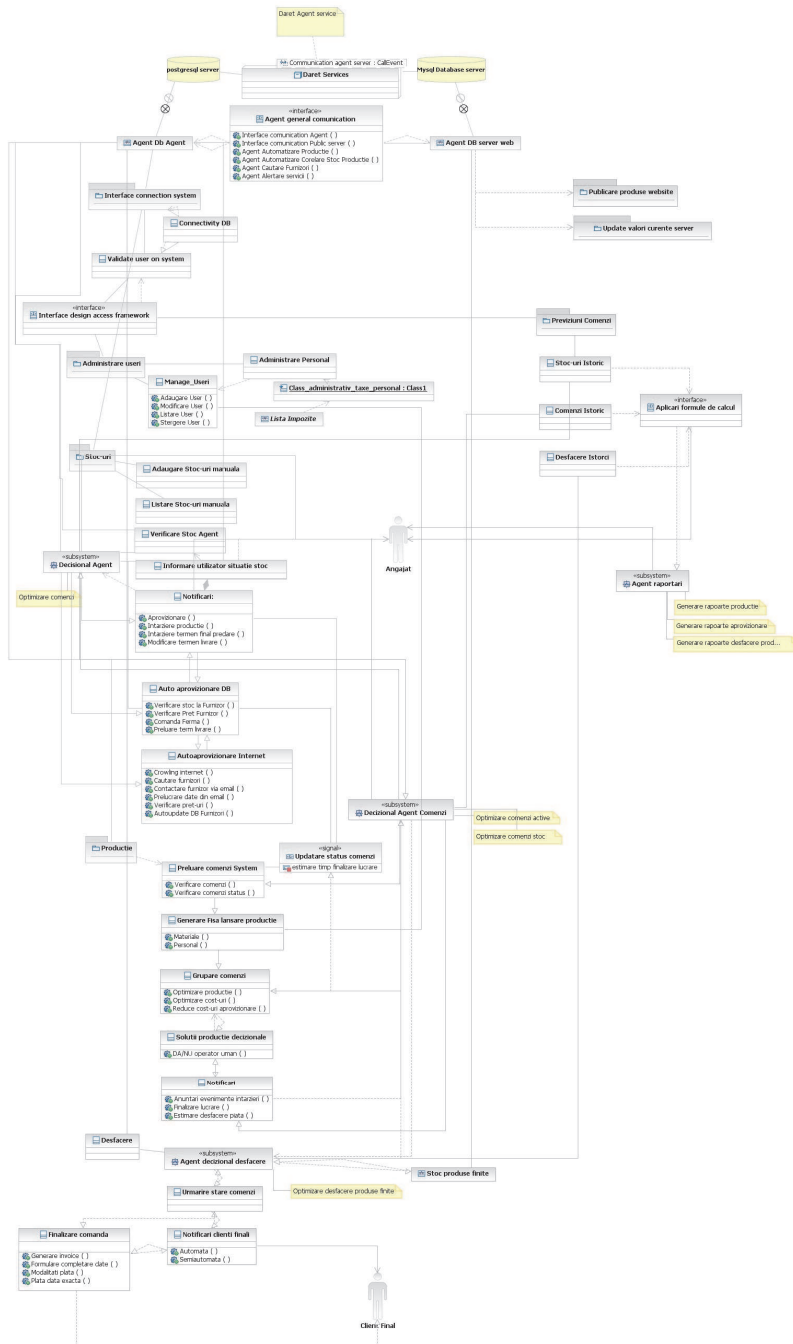 Daret Agent service
Communication agent server : CallEvent
postgresql server
Daret Services
Mysql Database server
«interface»
Agent general comunication
Interface comunication Agent ( )
Interface comunication Public server ( )
Agent Automatizare Productie ( )
Agent Automatizare Corelare Stoc Productie ( )
Agent Cautare Furnizori ( )
Agent Alertare servicii ( )
Agent Db Agent
Agent DB server web
Interface connection system
Publicare produse website
Connectivity DB
Update valori curente server
Validate user on system
«interface»
Interface design access framework
Previziuni Comenzi
Administrare useri
Administrare Personal
Stoc-uri Istoric
Manage_Useri
Adaugare User ( )
Modificare User ( )
Listare User ( )
Stergere User ( )
Class_administrativ_taxe_personal : Class1
Lista Impozite
«interface»
Aplicari formule de calcul
Comenzi Istoric
Stoc-uri
Desfacere Istorci
Adaugare Stoc-uri manuala
Listare Stoc-uri manuala
Verificare Stoc Agent
Angajat
«subsystem»
Decisional Agent
Informare utilizator situatie stoc
«subsystem»
Agent raportari
Optimizare comenzi
Notificari:
Aprovizionare ( )
Intarziere productie ( )
Intarziere termen final predare ( )
Modificare termen livrare ( )
Generare rapoarte productie
Generare rapoarte aprovizionare
Generare rapoarte desfacere prod...
Auto aprovizionare DB
Verificare stoc la Furnizor ( )
Verificare Pret Furnizor ( )
Comanda Ferma ( )
Preluare term livrare ( )
Autoaprovizionare Internet
Crowling internet ( )
Cautare furnizori ( )
Contactare furnizor via email ( )
Prelucrare date din email ( )
Verificare pret-uri ( )
Autoupdate DB Furnizori ( )
«subsystem»
Decizional Agent Comenzi
Optimizare comenzi active
Optimizare comenzi stoc
Productie
«signal»
Updatare status comenzi
estimare timp finalizare lucrare
Preluare comenzi System
Verificare comenzi ( )
Verificare comenzi status ( )
Generare Fisa lansare productie
Materiale ( )
Personal ( )
Grupare comenzi
Optimizare productie ( )
Optimizare cost-uri ( )
Reduce cost-uri aprovizionare ( )
Solutii productie decizionale
DA/NU operator uman ( )
Notificari
Anuntari evenimente intarzieri ( )
Finalizare lucrare ( )
Estimare desfacere piata ( )
Desfacere
«subsystem»
Agent decizional desfacere
Stoc produse finite
Urmarire stare comenzi
Optimizare desfacere produse finite
Finalizare comanda
Generare invoice ( )
Formulare completare date ( )
Modalitati plata ( )
Plata data exacta ( )
Notificari clienti finali
Automata ( )
Semiautomata ( )
Client Final